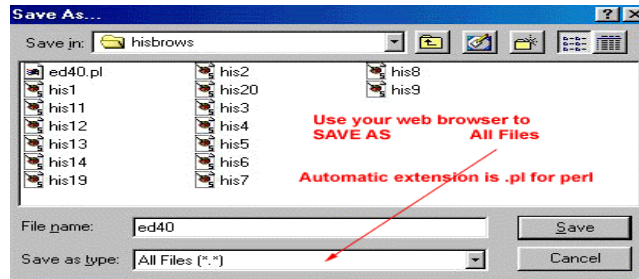 Save As...
Save in: hisbrows
ed40.pl his2 his8
his1 his20 his9
his11 his3
his12 his4
his13 his5
his14 his6
his19 his7
Use your web browser to
SAVE AS All Files
Automatic extension is .pl for perl
File name: ed40 Save
Save as type: All Files (*.*) Cancel